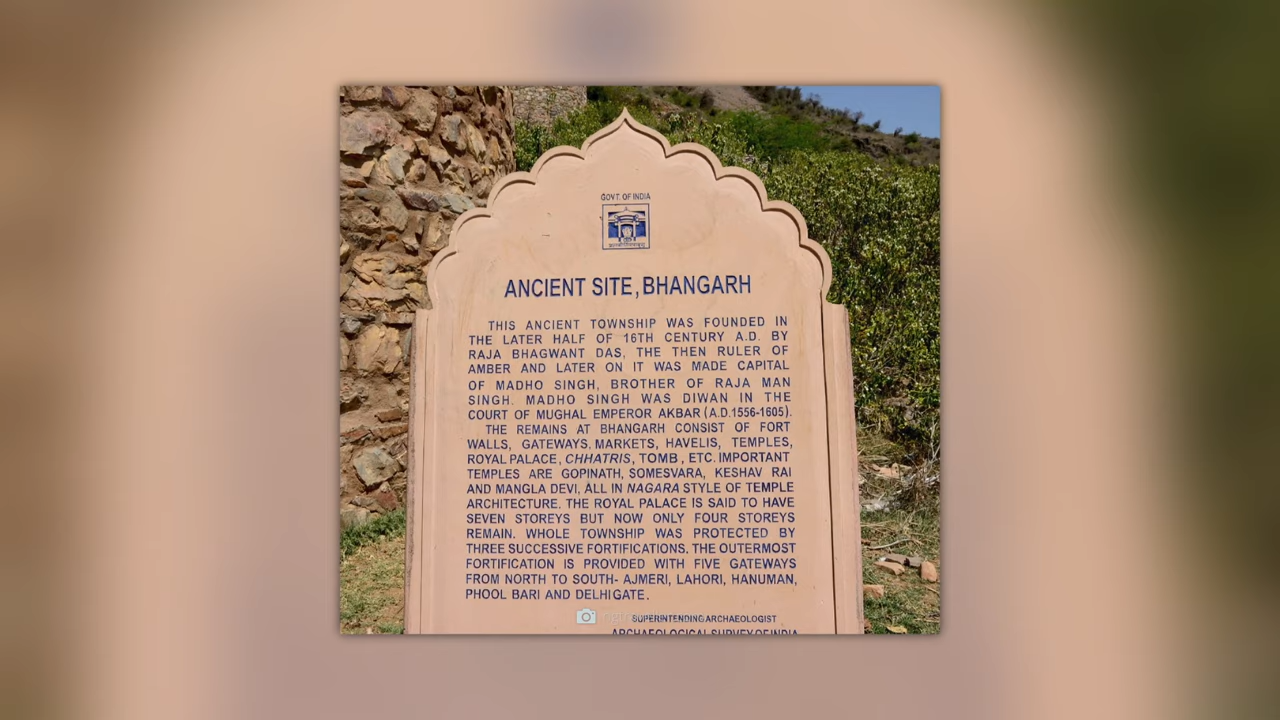 GOVT. OF INDIA
ANCIENT SITE, BHANGARH
THIS ANCIENT TOWNSHIP WAS FOUNDED IN
THE LATER HALF OF 16TH CENTURY A.D. BY
RAJA BHAGWANT DAS, THE THEN RULER OF
AMBER AND LATER ON IT WAS MADE CAPITAL
OF MADHO SINGH, BROTHER OF RAJA MAN
SINGH. MADHO SINGH WAS DIWAN IN THE
COURT OF MUGHAL EMPEROR AKBAR (A.D.1556-1605).
THE REMAINS AT BHANGARH CONSIST OF FORT
WALLS, GATEWAYS, MARKETS, HAVELIS, TEMPLES,
ROYAL PALACE, CHHATRIS, TOMB, ETC. IMPORTANT
TEMPLES ARE GOPINATH, SOMESVARA, KESHAV RAI
AND MANGLA DEVI, ALL IN NAGARA STYLE OF TEMPLE
ARCHITECTURE. THE ROYAL PALACE IS SAID TO HAVE
SEVEN STOREYS BUT NOW ONLY FOUR STOREYS
REMAIN. WHOLE TOWNSHIP WAS PROTECTED BY
THREE SUCCESSIVE FORTIFICATIONS. THE OUTERMOST
FORTIFICATION IS PROVIDED WITH FIVE GATEWAYS
FROM NORTH TO SOUTH- AJMERI, LAHORI, HANUMAN,
PHOOL BARI AND DELHI GATE.
SUPERINTENDING ARCHAEOLOGIST
ARCHAEOLOGICAL SURVEY OF INDIA